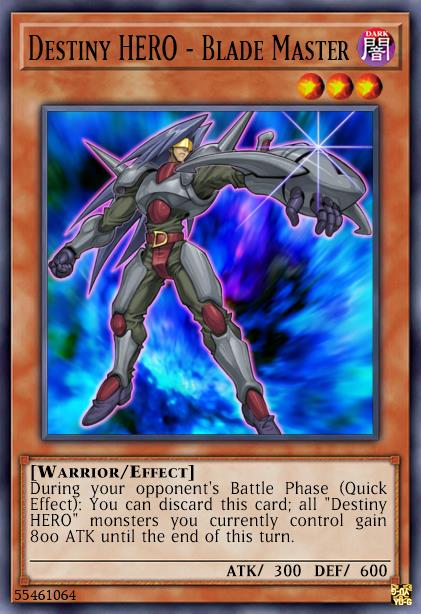 Destiny HERO - Blade Master
DARK
闇
[Warrior/Effect]
During your opponent's Battle Phase (Quick
Effect): You can discard this card; all "Destiny
HERO" monsters you currently control gain
800 ATK until the end of this turn.
ATK/ 300 DEF/ 600
55461064